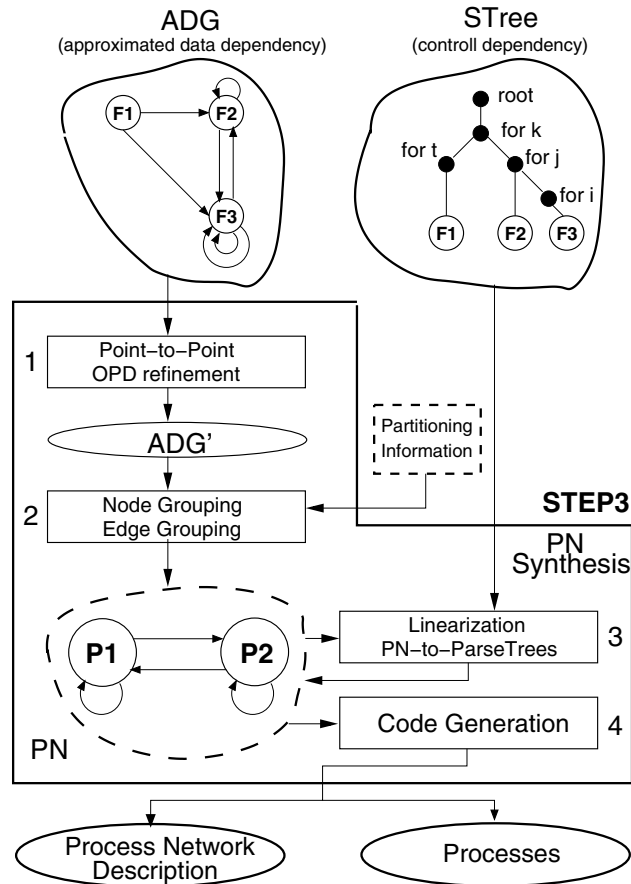 ADG
(approximated data dependency)
STree
(controll dependency)
F1
F2
F3
root
for k
for t
for j
for i
F1
F2
F3
1
Point−to−Point
OPD refinement
ADG'
Partitioning
Information
2
Node Grouping
Edge Grouping
STEP3
PN
Synthesis
P1
P2
PN
Linearization
PN−to−ParseTrees
3
Code Generation
4
Process Network
Description
Processes